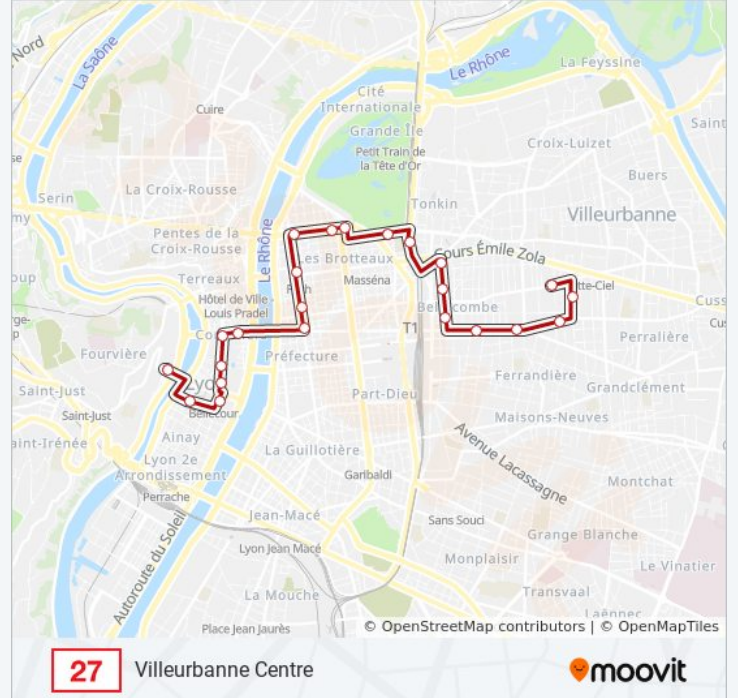 Nord
La Saône
Le Rhône
La Feyssine
Cité
Internationale
Cuire
Grande Île
Saint
Petit Train de
la Tête d'Or
Croix-Luizet
Buers
La Croix-Rousse
Serin
Tonkin
Villeurbanne
Pentes de la
Croix-Rousse
Le Rhône
Cours Émile Zola
Les Brotteaux
Terreaux
Masséna
tte-Ciel
Hôtel de Ville -
Louis Pradel
Cuss
T1
Perralière
Fourvière
Préfecture
Ferrandière
Lyo
Part-Dieu
Grandclément
Saint-Just
Saint-Just
Bellecour
Maisons-Neuves
Ainay
aint-Irénée
La Guillotière
Avenue Lacassagne
Lyon 2e
Arrondissement
Garibaldi
Montchat
Perrache
Jean-Macé
Sans Souci
Grange Blanche
Lyon Jean Macé
Monplaisir
Le Vinatier
Autoroute du Soleil
La Mouche
Transvaal
Laënnec
Place Jean Jaurès
© OpenStreetMap contributors | © OpenMapTiles
27 Villeurbanne Centre
moovit